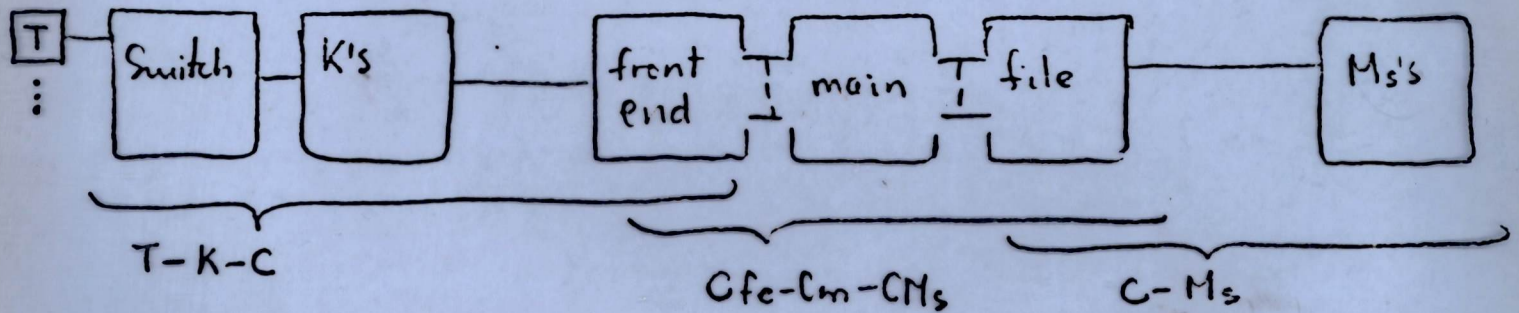 T
Switch
K's
front
end
main
file
Ms's
T-K-C
Cfe-Cm-CMs
C-Ms